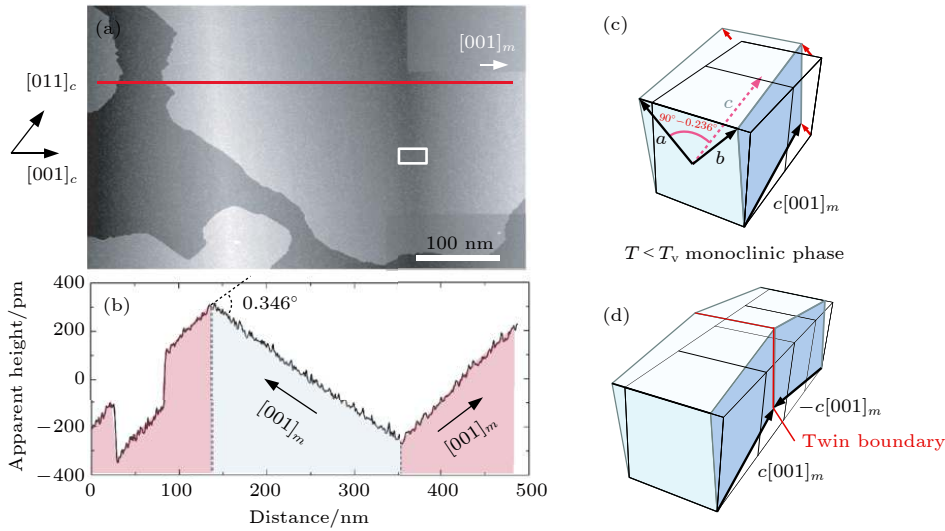 (a)
[001]m
[011]c
[001]c
100 nm
(b)
0.346°
Apparent height/pm
400
200
0
−200
−400
[001]m
[001]m
0
100
200
300
400
500
Distance/nm
(c)
c
90°−0.236°
a
b
c[001]m
T < Tv monoclinic phase
(d)
−c[001]m
Twin boundary
c[001]m